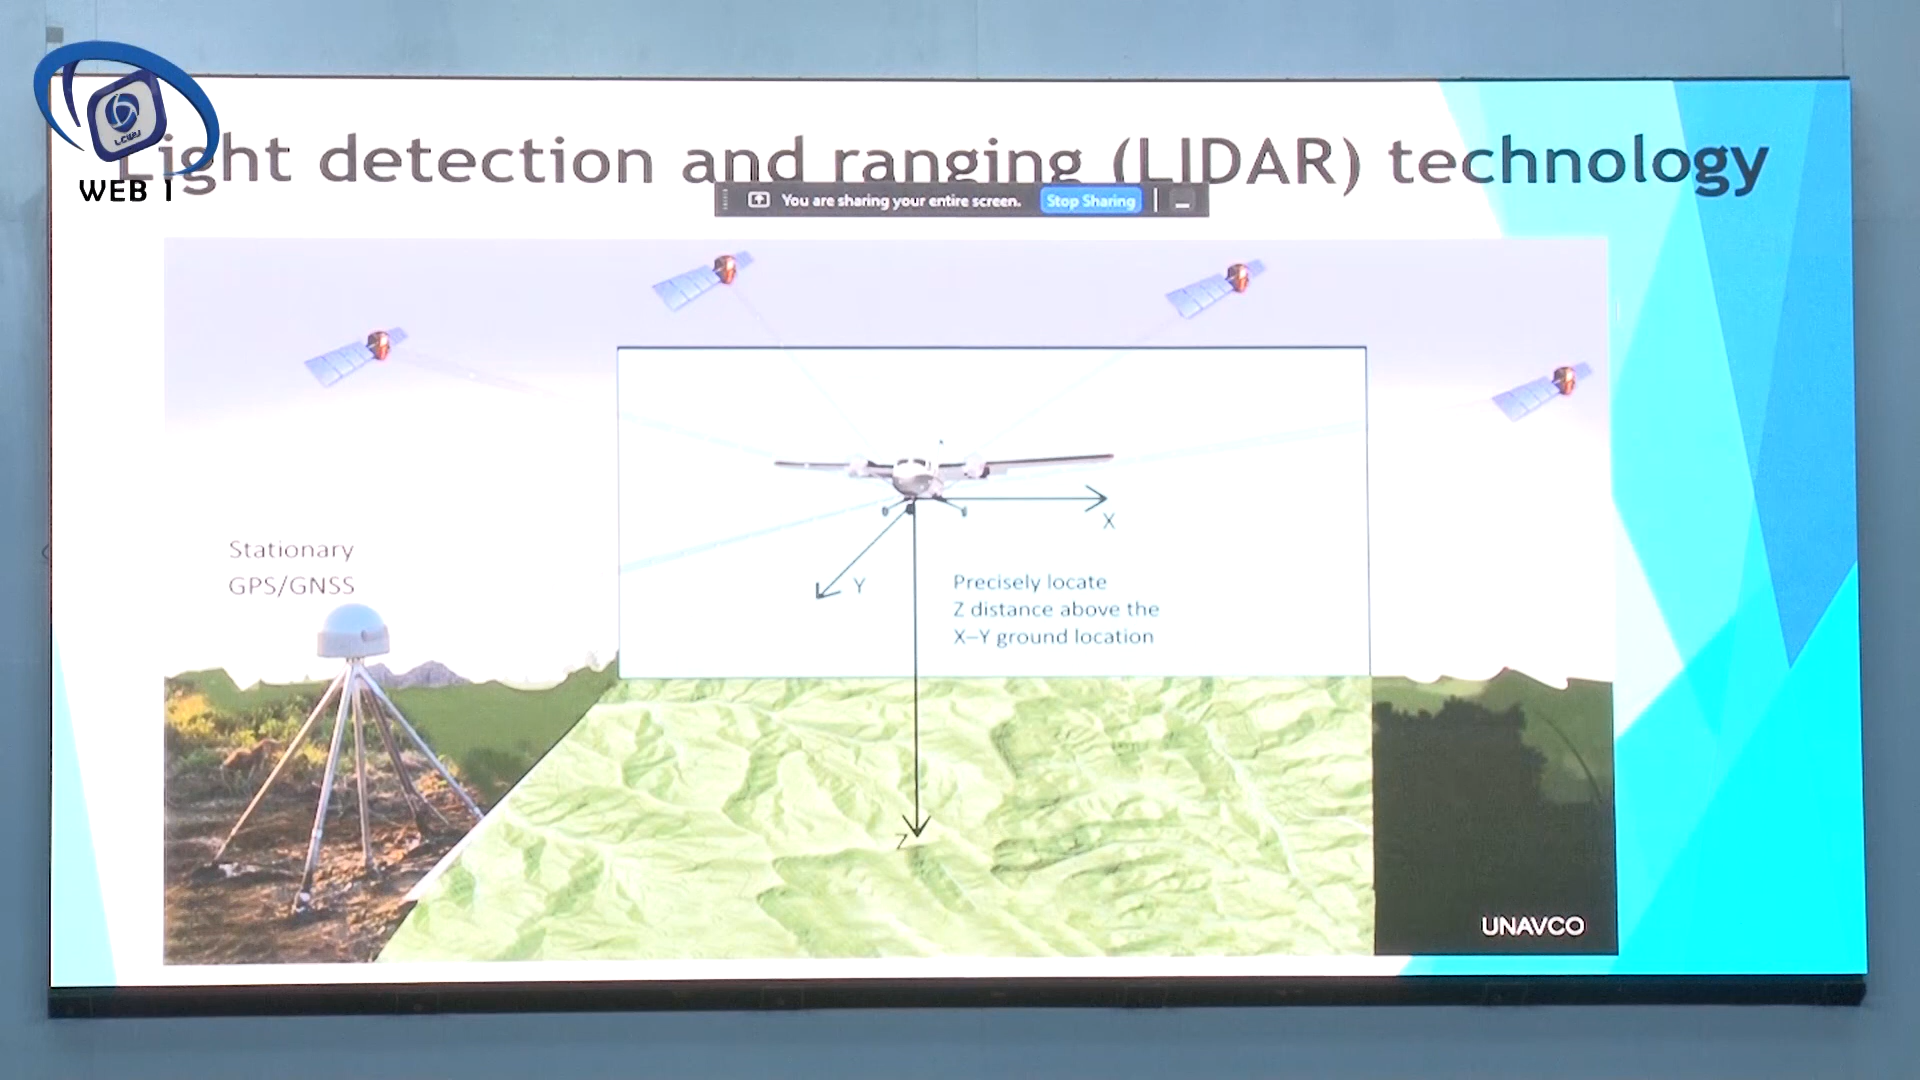 WEB 1
Light detection and ranging (LIDAR) technology
You are sharing your entire screen. Stop Sharing
Stationary
GPS/GNSS
X
Y
Precisely locate
Z distance above the
X–Y ground location
Z
UNAVCO